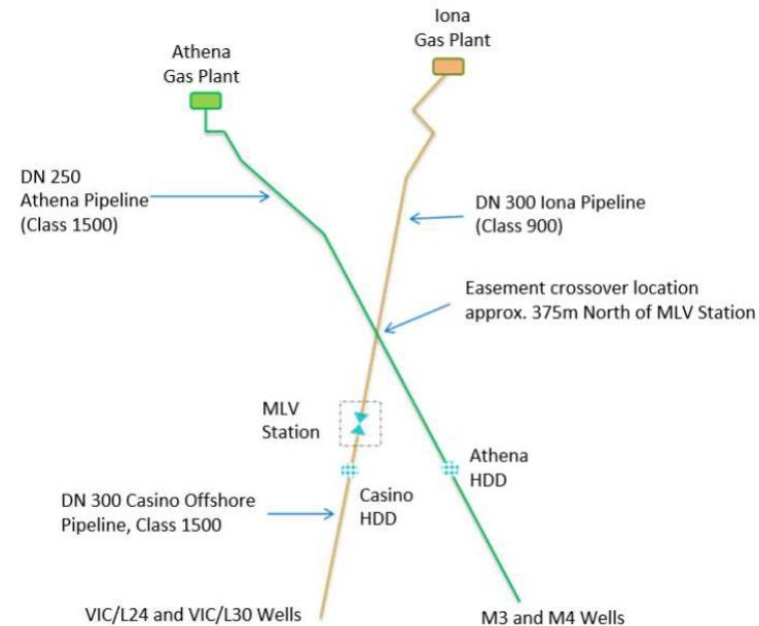 Iona
Gas Plant
Athena
Gas Plant
DN 250
Athena Pipeline
(Class 1500)
DN 300 Iona Pipeline
(Class 900)
Easement crossover location
approx. 375m North of MLV Station
MLV
Station
Athena
HDD
Casino
HDD
DN 300 Casino Offshore
Pipeline, Class 1500
VIC/L24 and VIC/L30 Wells
M3 and M4 Wells